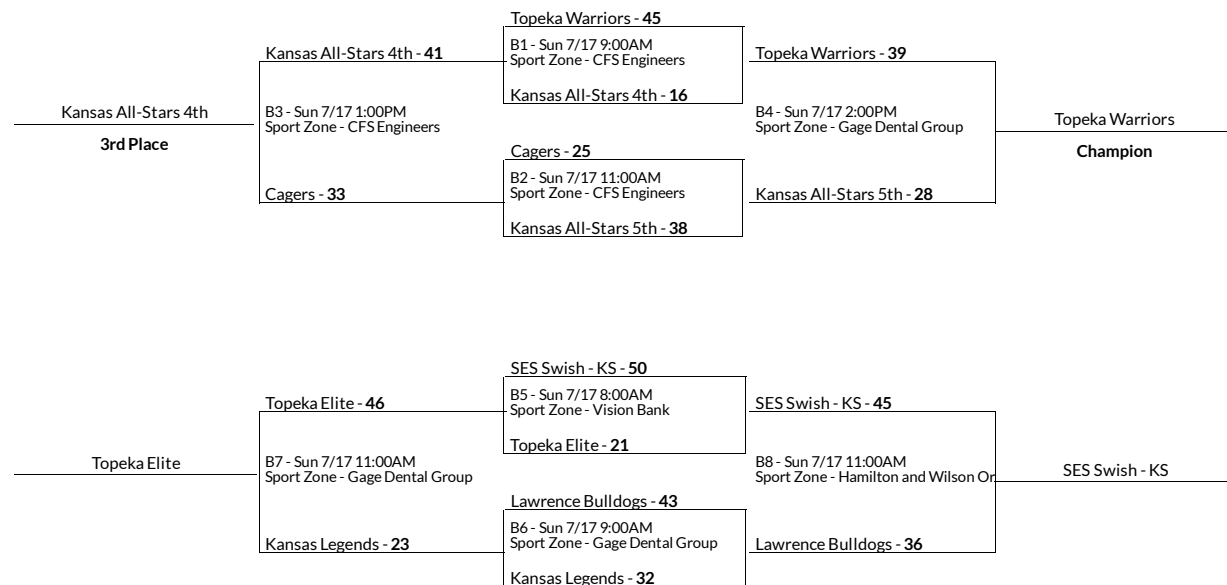 Topeka Warriors - 45
B1 - Sun 7/17 9:00AM
Sport Zone - CFS Engineers
Kansas All-Stars 4th - 41
Topeka Warriors - 39
Kansas All-Stars 4th - 16
Kansas All-Stars 4th
3rd Place
B3 - Sun 7/17 1:00PM
Sport Zone - CFS Engineers
B4 - Sun 7/17 2:00PM
Sport Zone - Gage Dental Group
Topeka Warriors
Champion
Cagers - 25
B2 - Sun 7/17 11:00AM
Sport Zone - CFS Engineers
Cagers - 33
Kansas All-Stars 5th - 28
Kansas All-Stars 5th - 38
SES Swish - KS - 50
B5 - Sun 7/17 8:00AM
Sport Zone - Vision Bank
Topeka Elite - 46
SES Swish - KS - 45
Topeka Elite - 21
Topeka Elite
B7 - Sun 7/17 11:00AM
Sport Zone - Gage Dental Group
B8 - Sun 7/17 11:00AM
Sport Zone - Hamilton and Wilson Or
SES Swish - KS
Lawrence Bulldogs - 43
B6 - Sun 7/17 9:00AM
Sport Zone - Gage Dental Group
Kansas Legends - 23
Lawrence Bulldogs - 36
Kansas Legends - 32